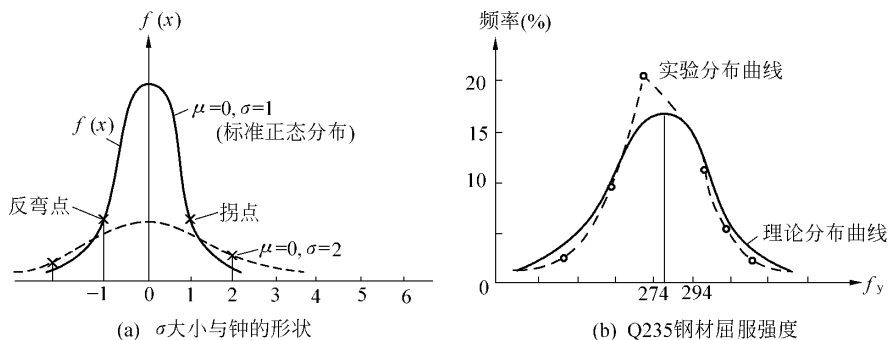 f (x)
μ=0, σ=1
(标准正态分布)
f (x)
反弯点
拐点
μ=0, σ=2
−1 0 1 2 3 4 5 6
(a) σ大小与钟的形状
频率(%)
20
15
10
0
实验分布曲线
理论分布曲线
274 294
f y
(b) Q235钢材屈服强度